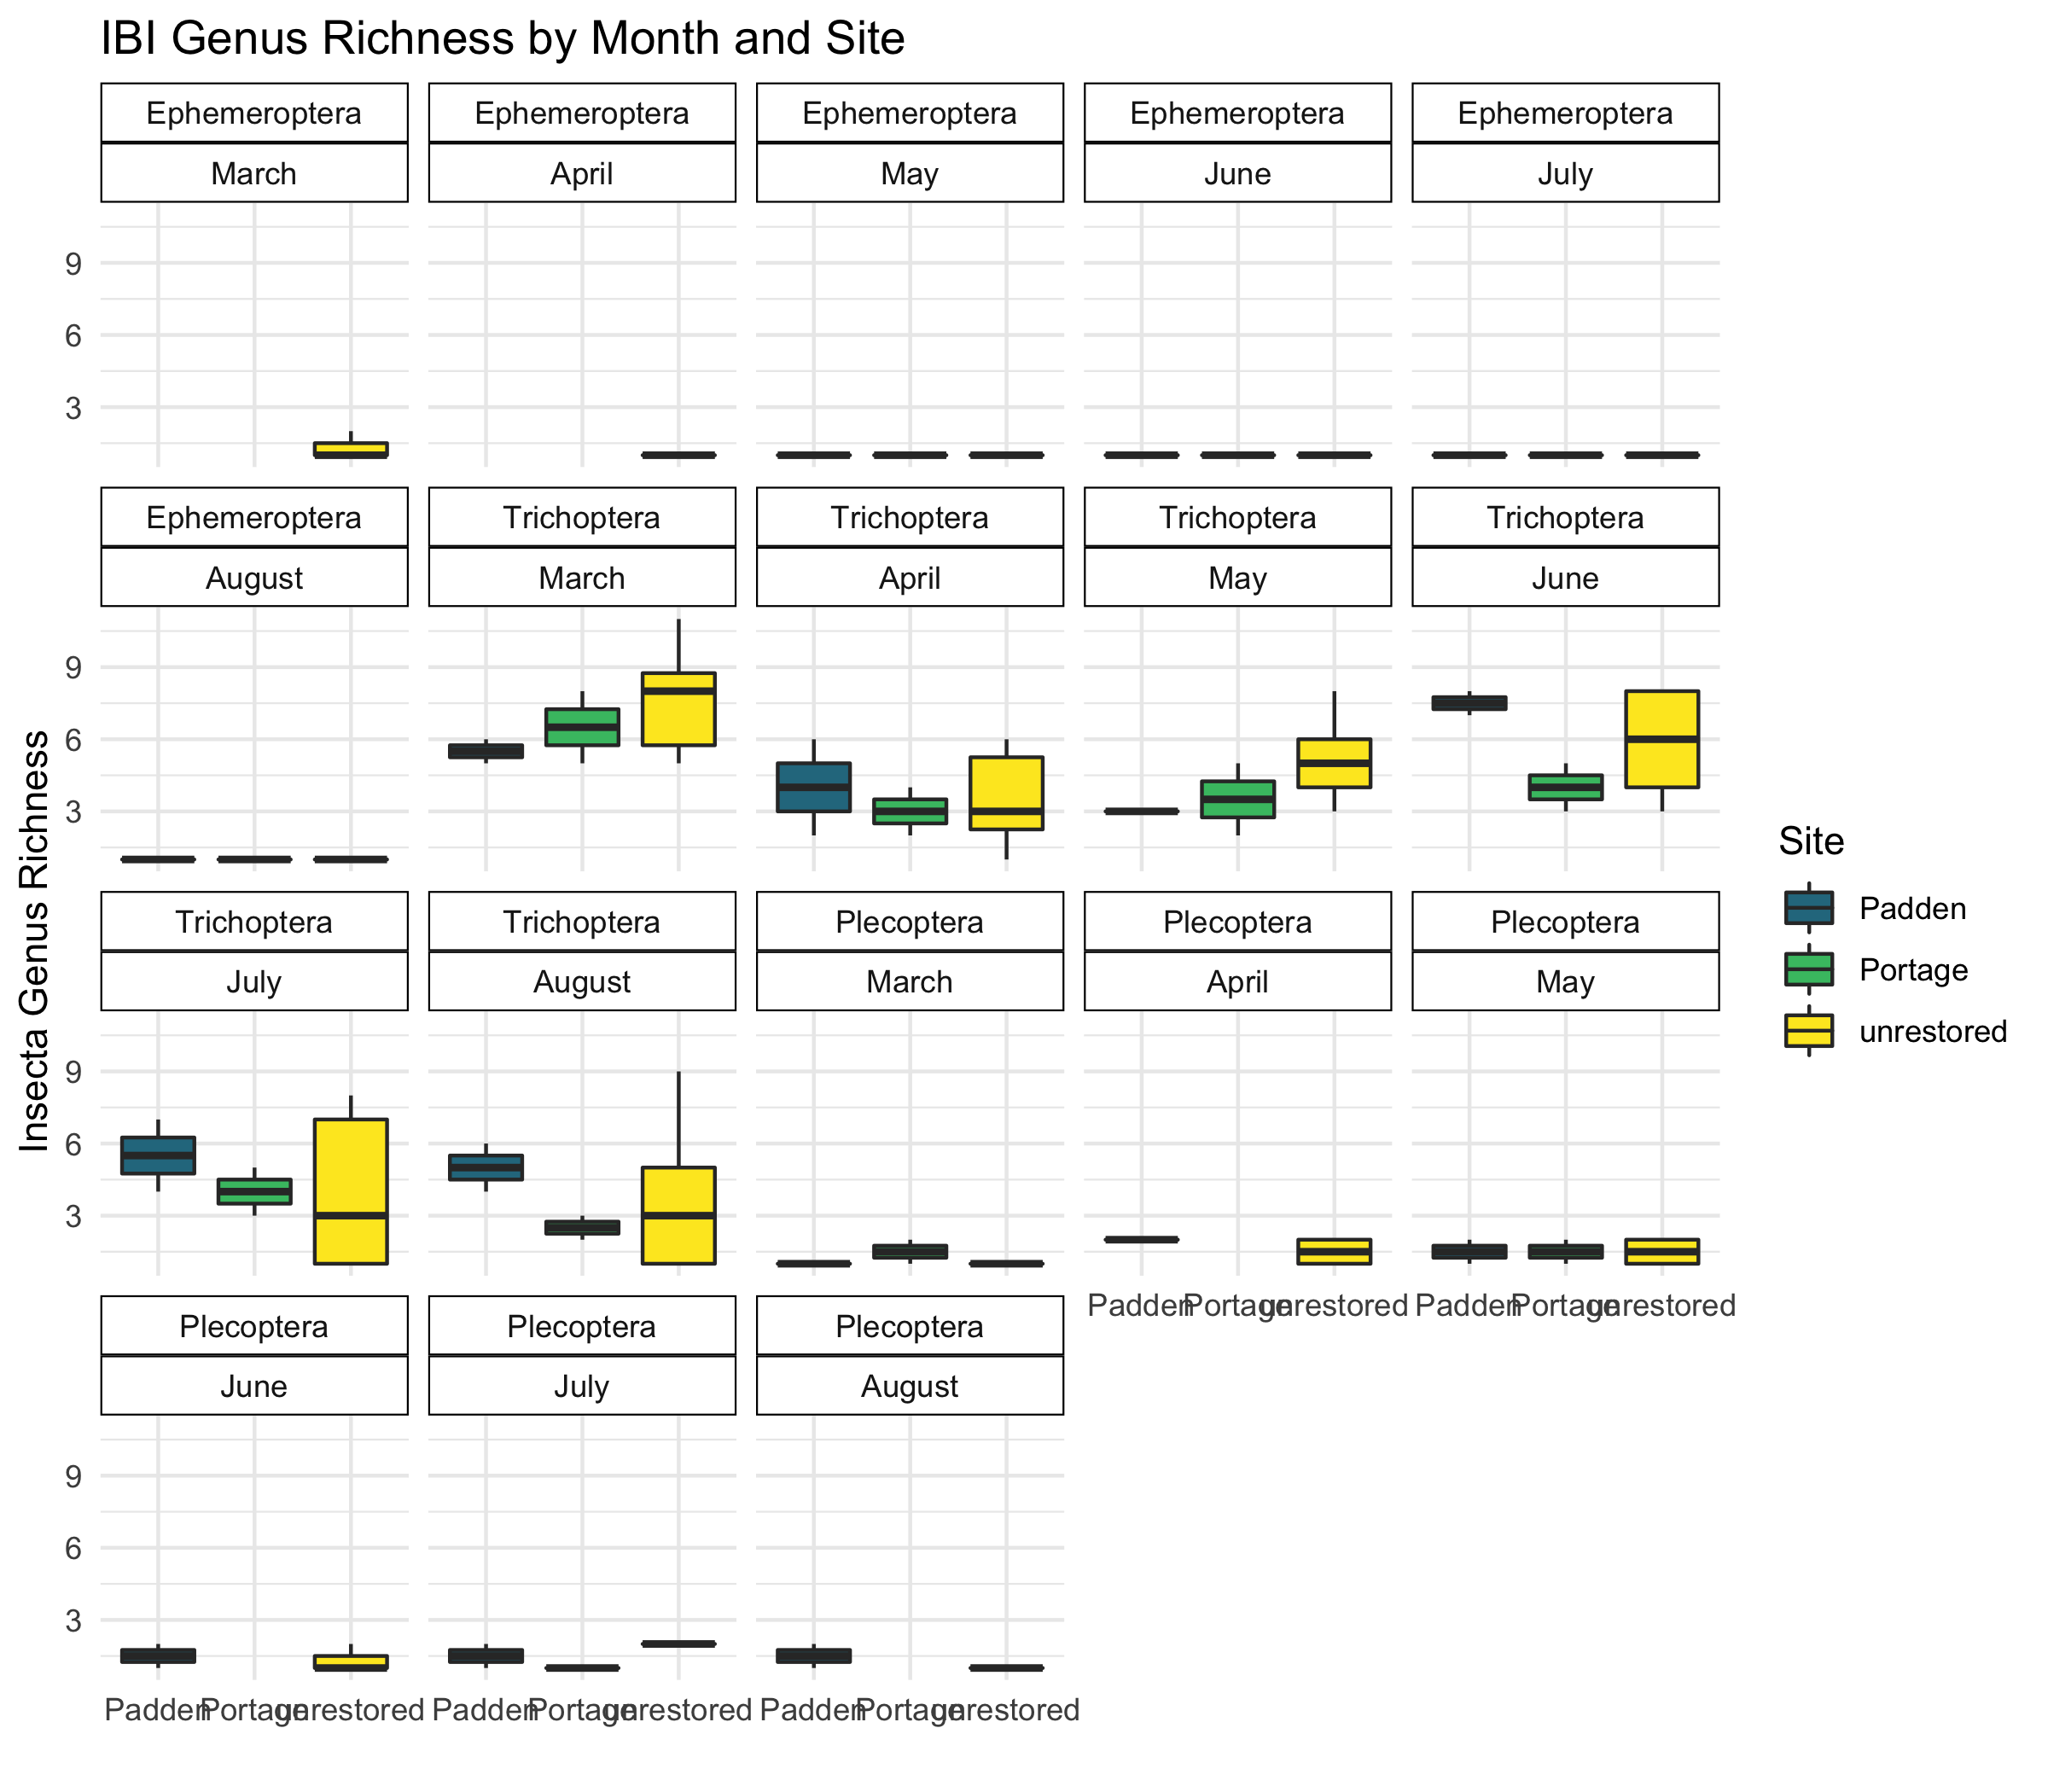 IBI Genus Richness by Month and Site
Ephemeroptera Ephemeroptera Ephemeroptera Ephemeroptera Ephemeroptera
March April May June July
9
6
3
Ephemeroptera Trichoptera Trichoptera Trichoptera Trichoptera
August March April May June
9
6
3
Trichoptera Trichoptera Plecoptera Plecoptera Plecoptera
July August March April May
9
6
3
Padden Portage unrestored Padden Portage unrestored
Plecoptera Plecoptera Plecoptera
June July August
9
6
3
Padden Portage unrestored Padden Portage unrestored Padden Portage unrestored
Insecta Genus Richness
Site
Padden
Portage
unrestored